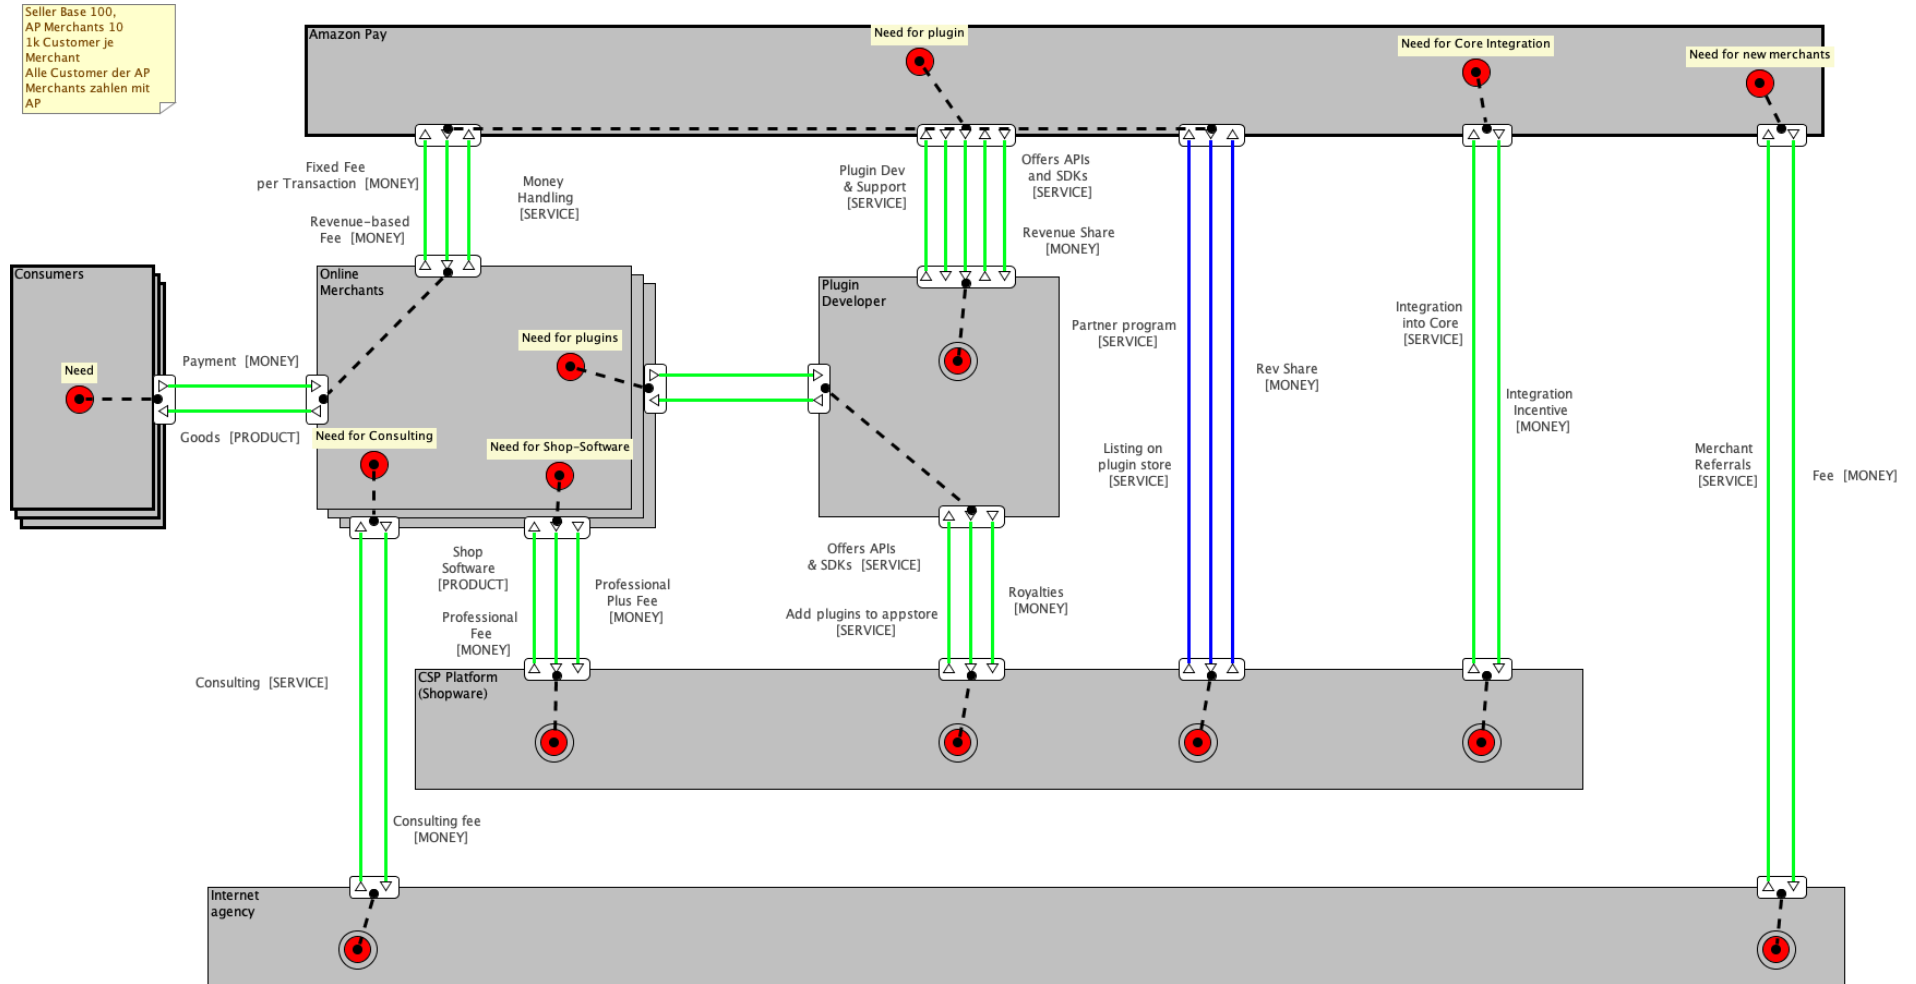 Seller Base 100,
AP Merchants 10
1k Customer je
Merchant
Alle Customer der AP
Merchants zahlen mit
AP
Amazon Pay
Need for plugin
Need for Core Integration
Need for new merchants
Fixed Fee
per Transaction [MONEY]
Revenue-based
Fee [MONEY]
Money
Handling
[SERVICE]
Plugin Dev
& Support
[SERVICE]
Offers APIs
and SDKs
[SERVICE]
Revenue Share
[MONEY]
Consumers
Need
Payment [MONEY]
Goods [PRODUCT]
Online
Merchants
Need for plugins
Need for Consulting
Need for Shop-Software
Plugin
Developer
Partner program
[SERVICE]
Rev Share
[MONEY]
Listing on
plugin store
[SERVICE]
Integration
into Core
[SERVICE]
Integration
Incentive
[MONEY]
Merchant
Referrals
[SERVICE]
Fee [MONEY]
Shop
Software
[PRODUCT]
Professional
Fee
[MONEY]
Professional
Plus Fee
[MONEY]
Offers APIs
& SDKs [SERVICE]
Add plugins to appstore
[SERVICE]
Royalties
[MONEY]
Consulting [SERVICE]
CSP Platform
(Shopware)
Consulting fee
[MONEY]
Internet
agency